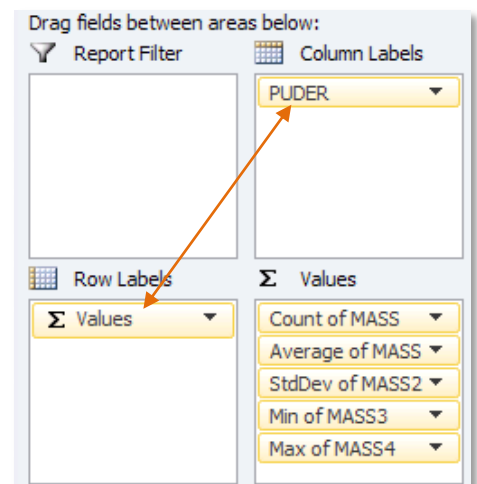 Drag fields between areas below:
Report Filter
Column Labels
PUDER
Row Labels
Σ Values
Σ Values
Count of MASS
Average of MASS
StdDev of MASS2
Min of MASS3
Max of MASS4